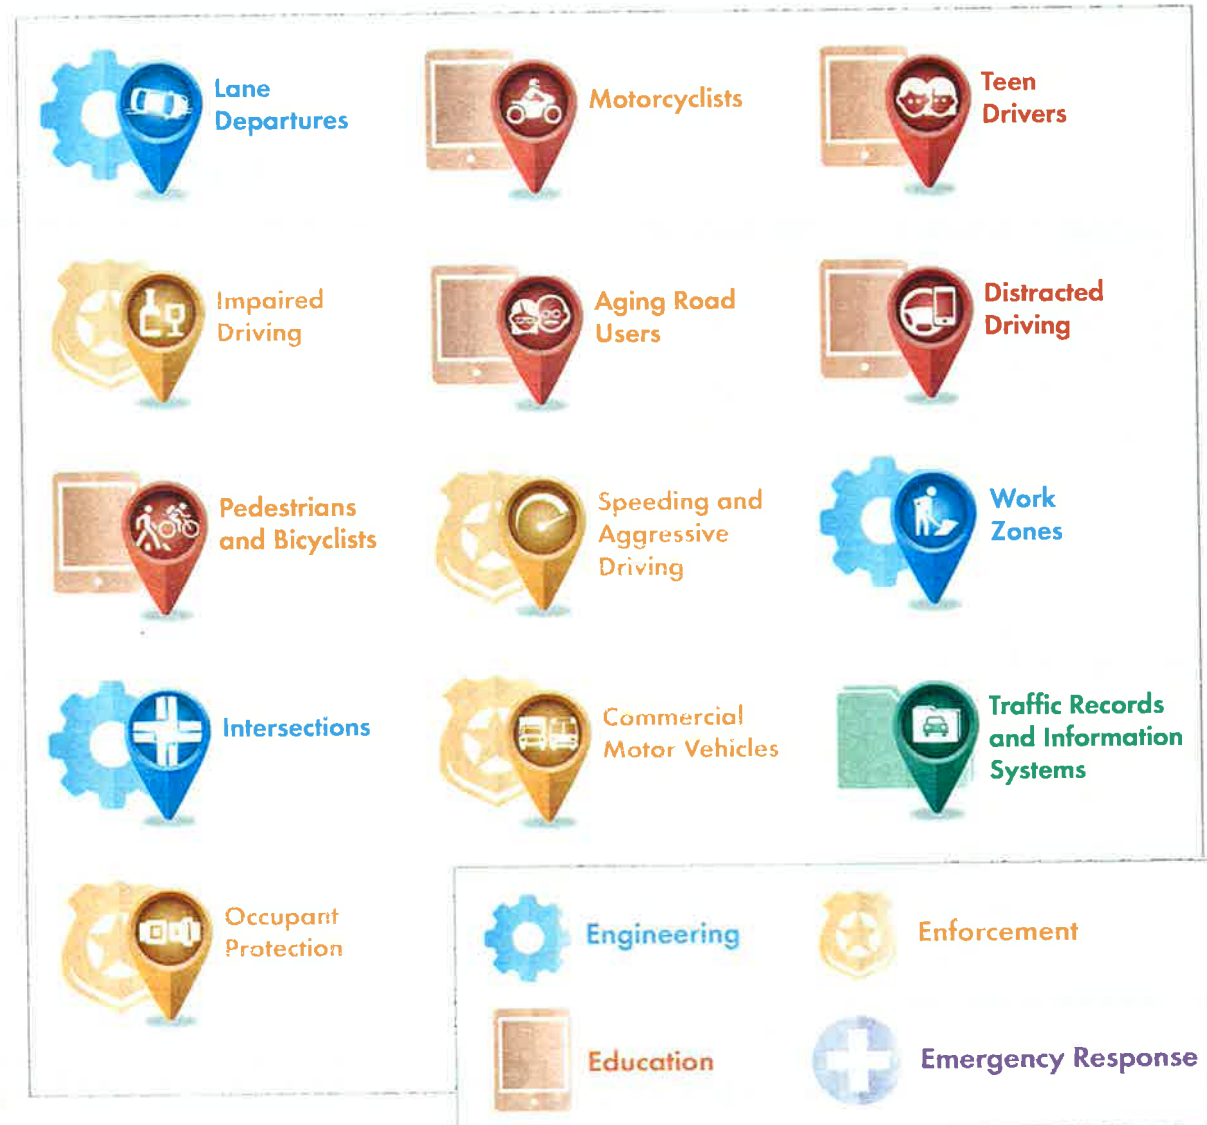 Lane
Departures
Motorcyclists
Teen
Drivers
Impaired
Driving
Aging Road
Users
Distracted
Driving
Pedestrians
and Bicyclists
Speeding and
Aggressive
Driving
Work
Zones
Intersections
Commercial
Motor Vehicles
Traffic Records
and Information
Systems
Occupant
Protection
Engineering
Enforcement
Education
Emergency Response